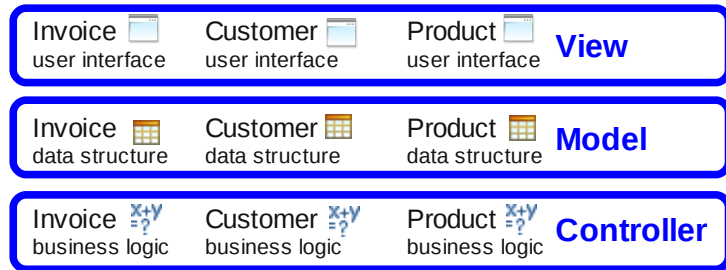 Invoice Customer Product
user interface user interface user interface View
Invoice Customer Product
data structure data structure data structure Model
Invoice x+y=? Customer x+y=? Product x+y=?
business logic business logic business logic Controller